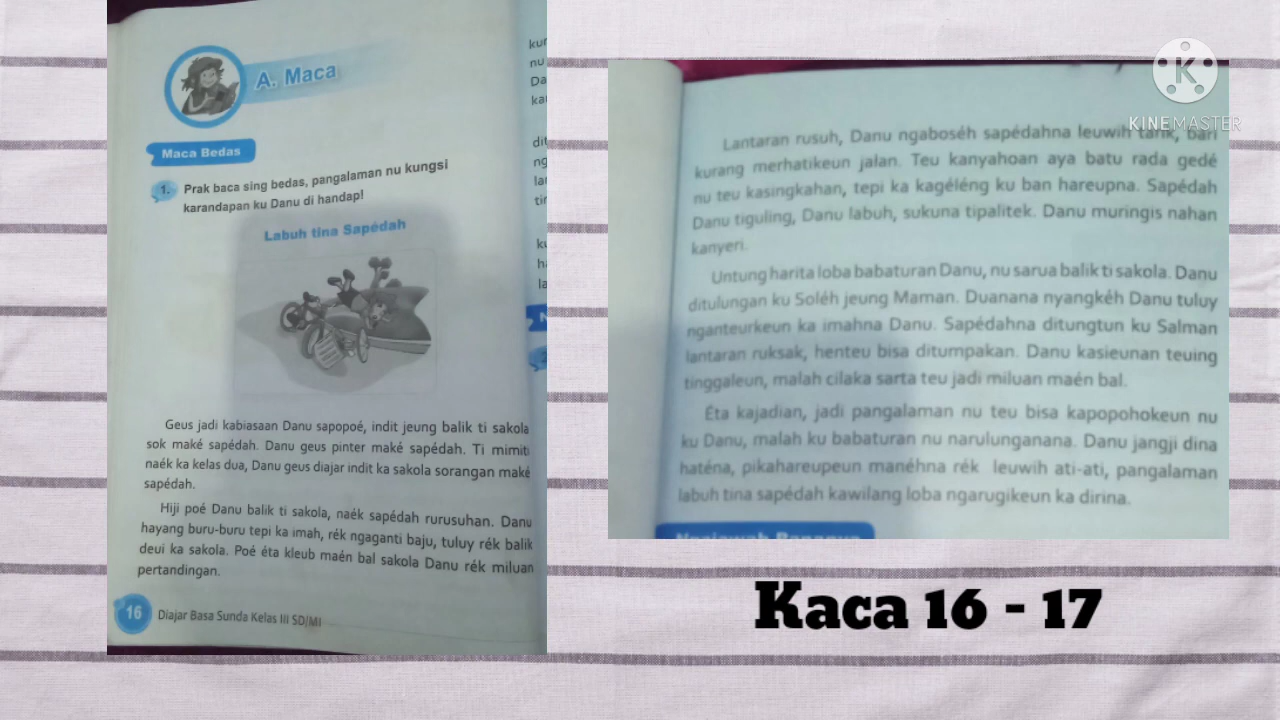 A. Maca
Maca Bedas
1. Prak baca sing bedas, pangalaman nu kungsi
karandapan ku Danu di handap!
Labuh tina Sapédah
Geus jadi kabiasaan Danu sapopoé, indit jeung balik ti sakola
sok maké sapédah. Danu geus pinter maké sapédah. Ti mimiti
naék ka kelas dua, Danu geus diajar indit ka sakola sorangan maké
sapédah.
Hiji poé Danu balik ti sakola, naék sapédah rurusuhan. Danu
hayang buru-buru tepi ka imah, rék ngaganti baju, tuluy rék balik
deui ka sakola. Poé éta kleub maén bal sakola Danu rék miluan
pertandingan.
16 Diajar Basa Sunda Kelas III SD/MI
Lantaran rusuh, Danu ngaboséh sapédahna leuwih tarik, bari
kurang merhatikeun jalan. Teu kanyahoan aya batu rada gedé
nu teu kasingkahan, tepi ka kagéléng ku ban hareupna. Sapédah
Danu tiguling, Danu labuh, sukuna tipalitek. Danu muringis nahan
kanyeri.
Untung harita loba babaturan Danu, nu sarua balik ti sakola. Danu
ditulungan ku Soléh jeung Maman. Duanana nyangkéh Danu tuluy
nganteurkeun ka imahna Danu. Sapédahna ditungtun ku Salman
lantaran ruksak, henteu bisa ditumpakan. Danu kasieunan teuing
tinggaleun, malah cilaka sarta teu jadi miluan maén bal.
Éta kajadian, jadi pangalaman nu teu bisa kapopohokeun nu
ku Danu, malah ku babaturan nu narulunganana. Danu jangji dina
haténa, pikahareupeun manéhna rék leuwih ati-ati, pangalaman
labuh tina sapédah kawilang loba ngarugikeun ka dirina.
K
KINEMASTER
Kaca 16 - 17